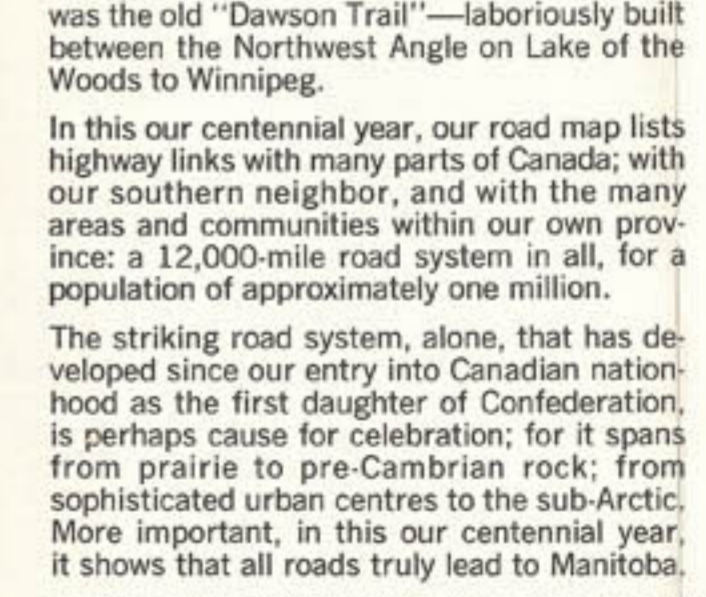 was the old "Dawson Trail"—laboriously built
between the Northwest Angle on Lake of the
Woods to Winnipeg.
In this our centennial year, our road map lists
highway links with many parts of Canada; with
our southern neighbor, and with the many
areas and communities within our own prov-
ince: a 12,000-mile road system in all, for a
population of approximately one million.
The striking road system, alone, that has de-
veloped since our entry into Canadian nation-
hood as the first daughter of Confederation,
is perhaps cause for celebration; for it spans
from prairie to pre-Cambrian rock; from
sophisticated urban centres to the sub-Arctic.
More important, in this our centennial year,
it shows that all roads truly lead to Manitoba.